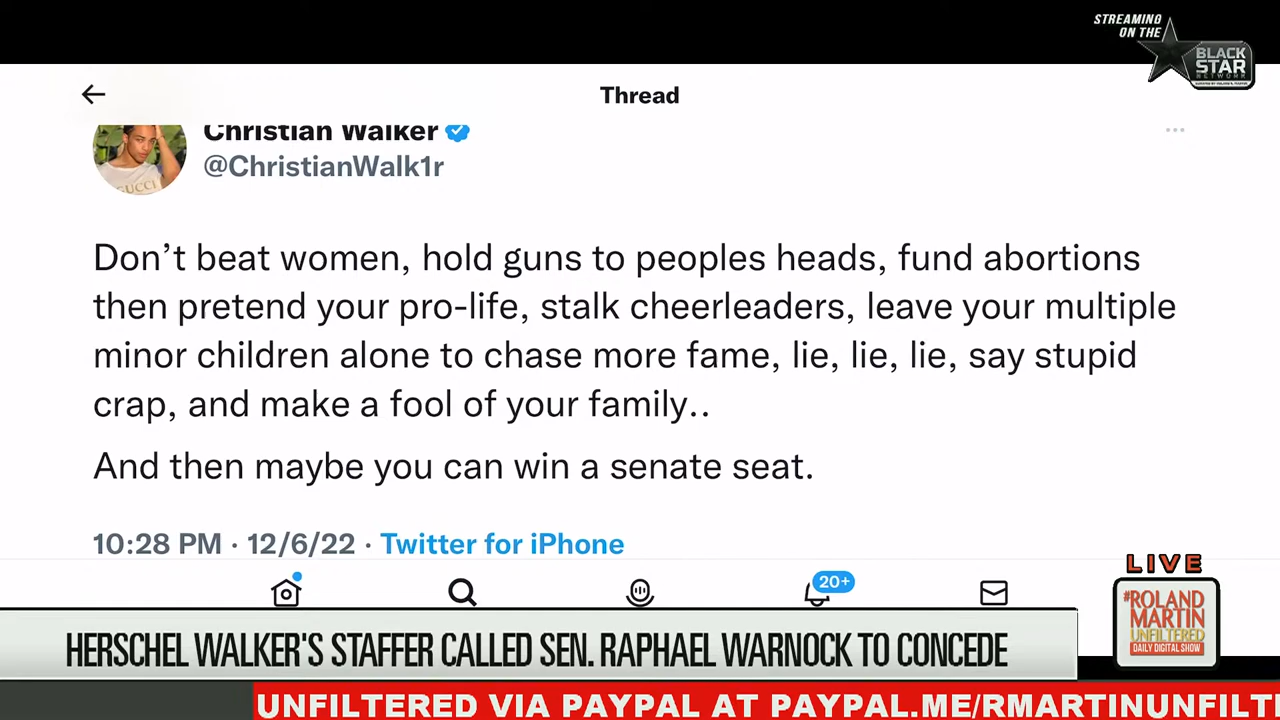 STREAMING
ON THE
BLACK
STAR
NETWORK
Thread
Christian Walker
@ChristianWalk1r
GUCCI
Don’t beat women, hold guns to peoples heads, fund abortions
then pretend your pro-life, stalk cheerleaders, leave your multiple
minor children alone to chase more fame, lie, lie, lie, say stupid
crap, and make a fool of your family..
And then maybe you can win a senate seat.
10:28 PM · 12/6/22 · Twitter for iPhone
20+
LIVE
#ROLAND
MARTIN
UNFILTERED
DAILY DIGITAL SHOW
HERSCHEL WALKER'S STAFFER CALLED SEN. RAPHAEL WARNOCK TO CONCEDE
UNFILTERED VIA PAYPAL AT PAYPAL.ME/RMARTINUNFILT